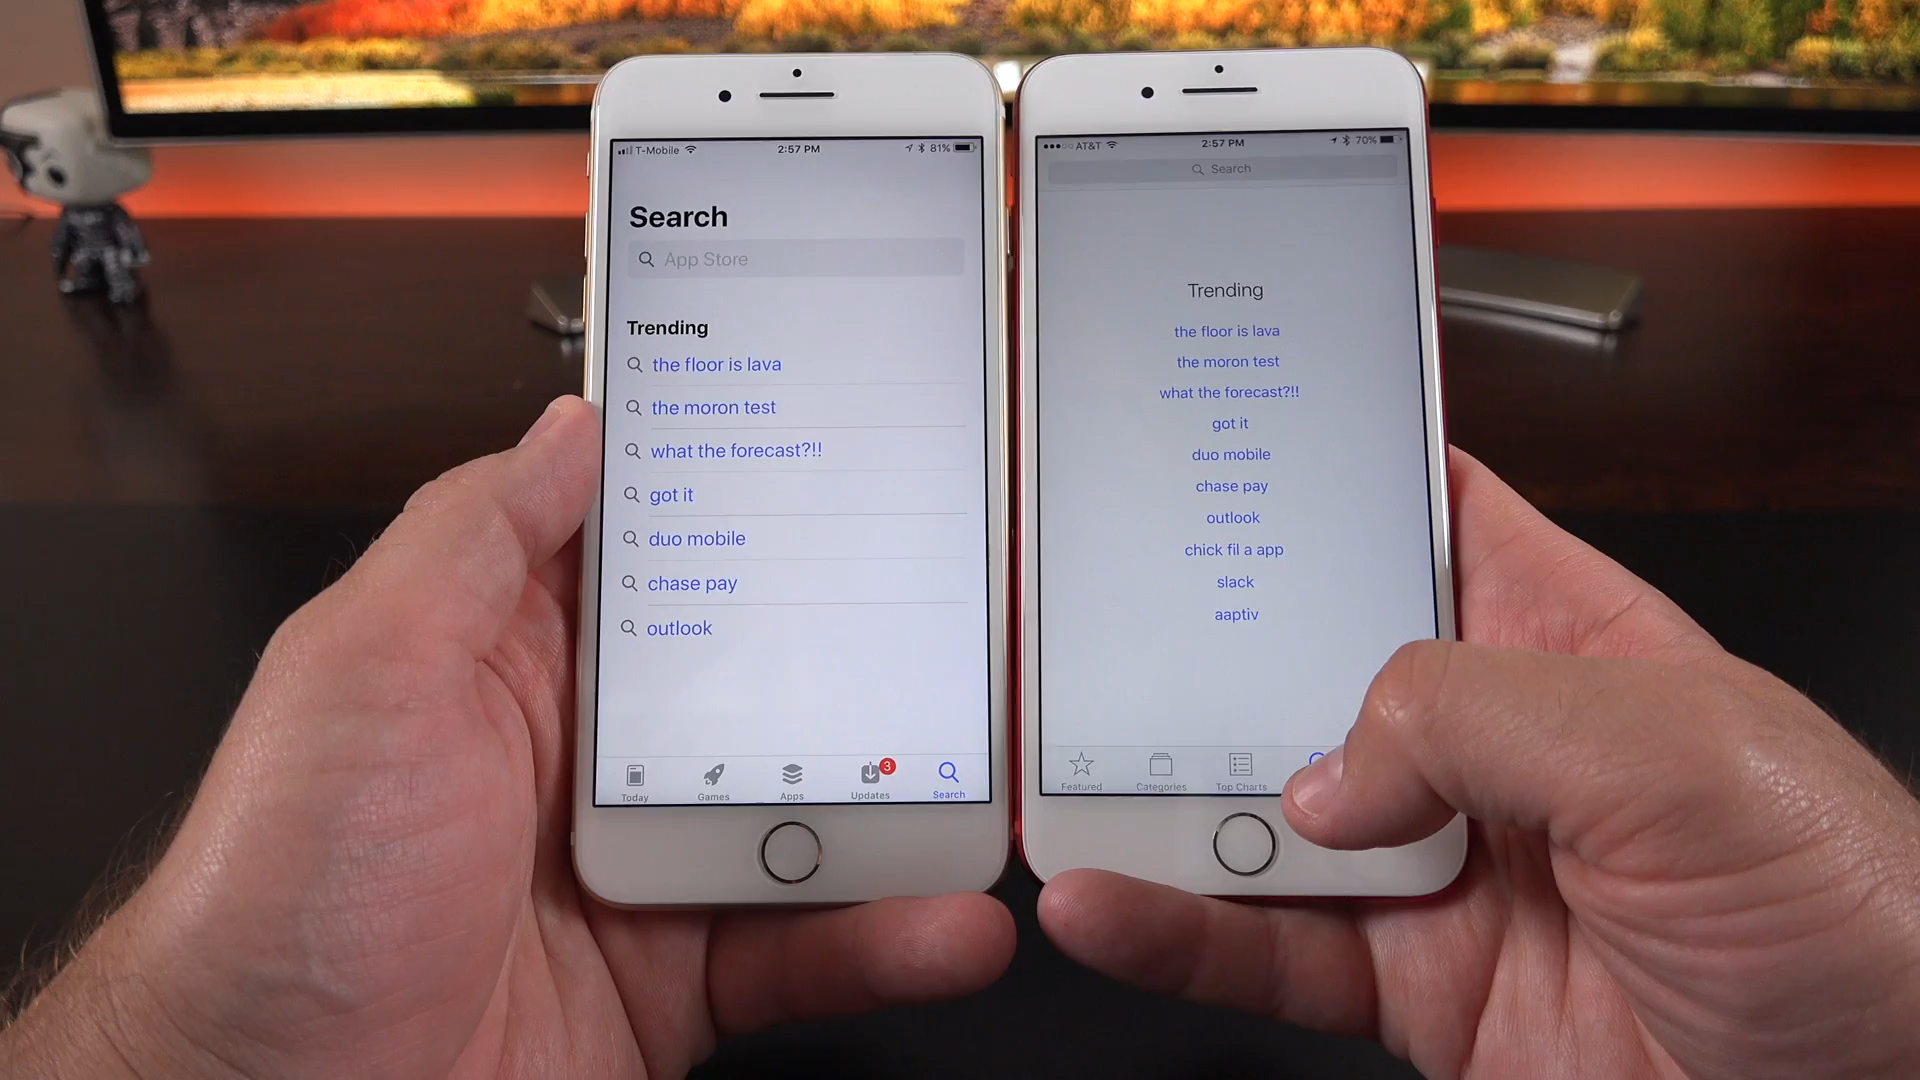 T-Mobile 2:57 PM 81%
Search
App Store
Trending
the floor is lava
the moron test
what the forecast?!!
got it
duo mobile
chase pay
outlook
Today Games Apps Updates 3 Search
AT&T 2:57 PM 70%
Search
Trending
the floor is lava
the moron test
what the forecast?!!
got it
duo mobile
chase pay
outlook
chick fil a app
slack
aaptiv
Featured Categories Top Charts